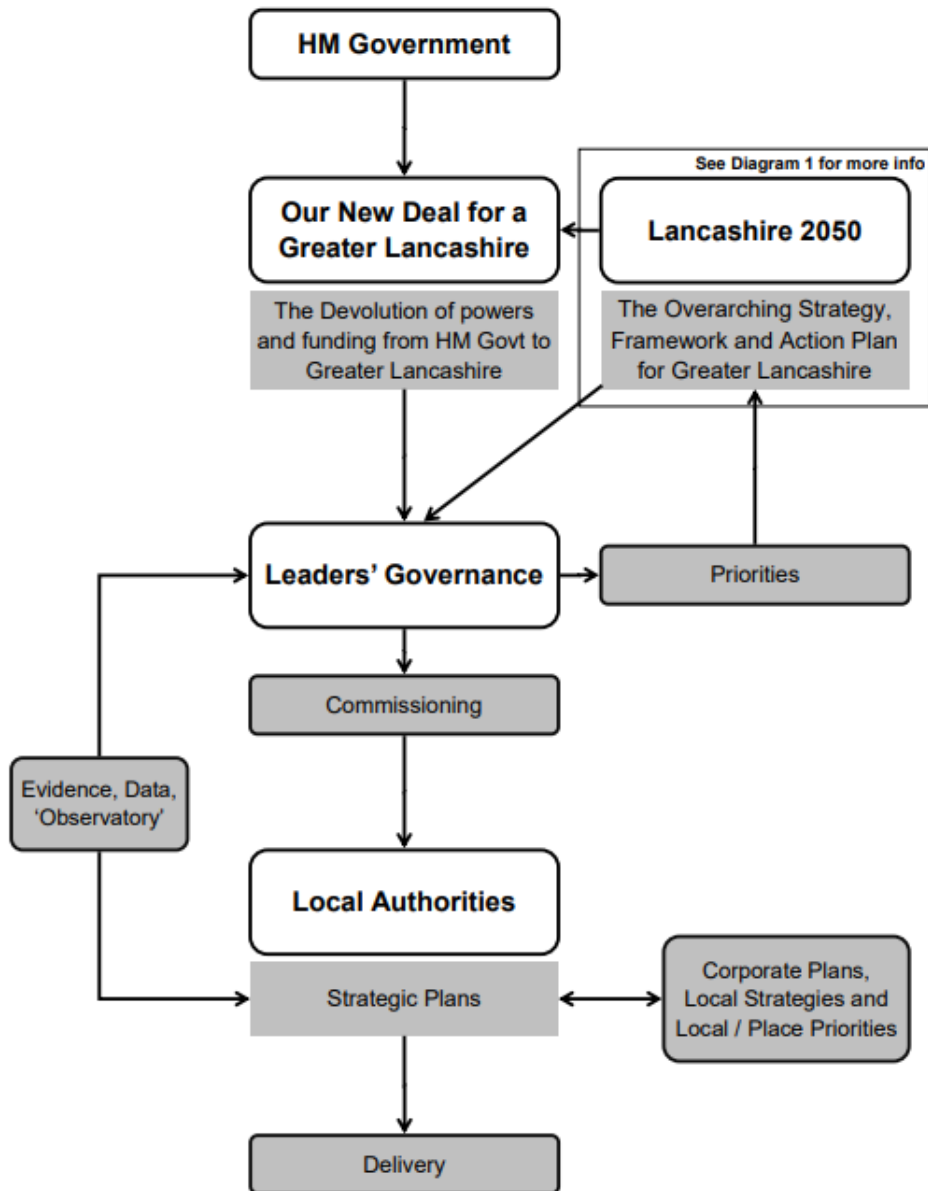 HM Government
See Diagram 1 for more info
Our New Deal for a
Greater Lancashire
Lancashire 2050
The Devolution of powers
and funding from HM Govt to
Greater Lancashire
The Overarching Strategy,
Framework and Action Plan
for Greater Lancashire
Leaders’ Governance
Priorities
Commissioning
Evidence, Data,
‘Observatory’
Local Authorities
Strategic Plans
Corporate Plans,
Local Strategies and
Local / Place Priorities
Delivery